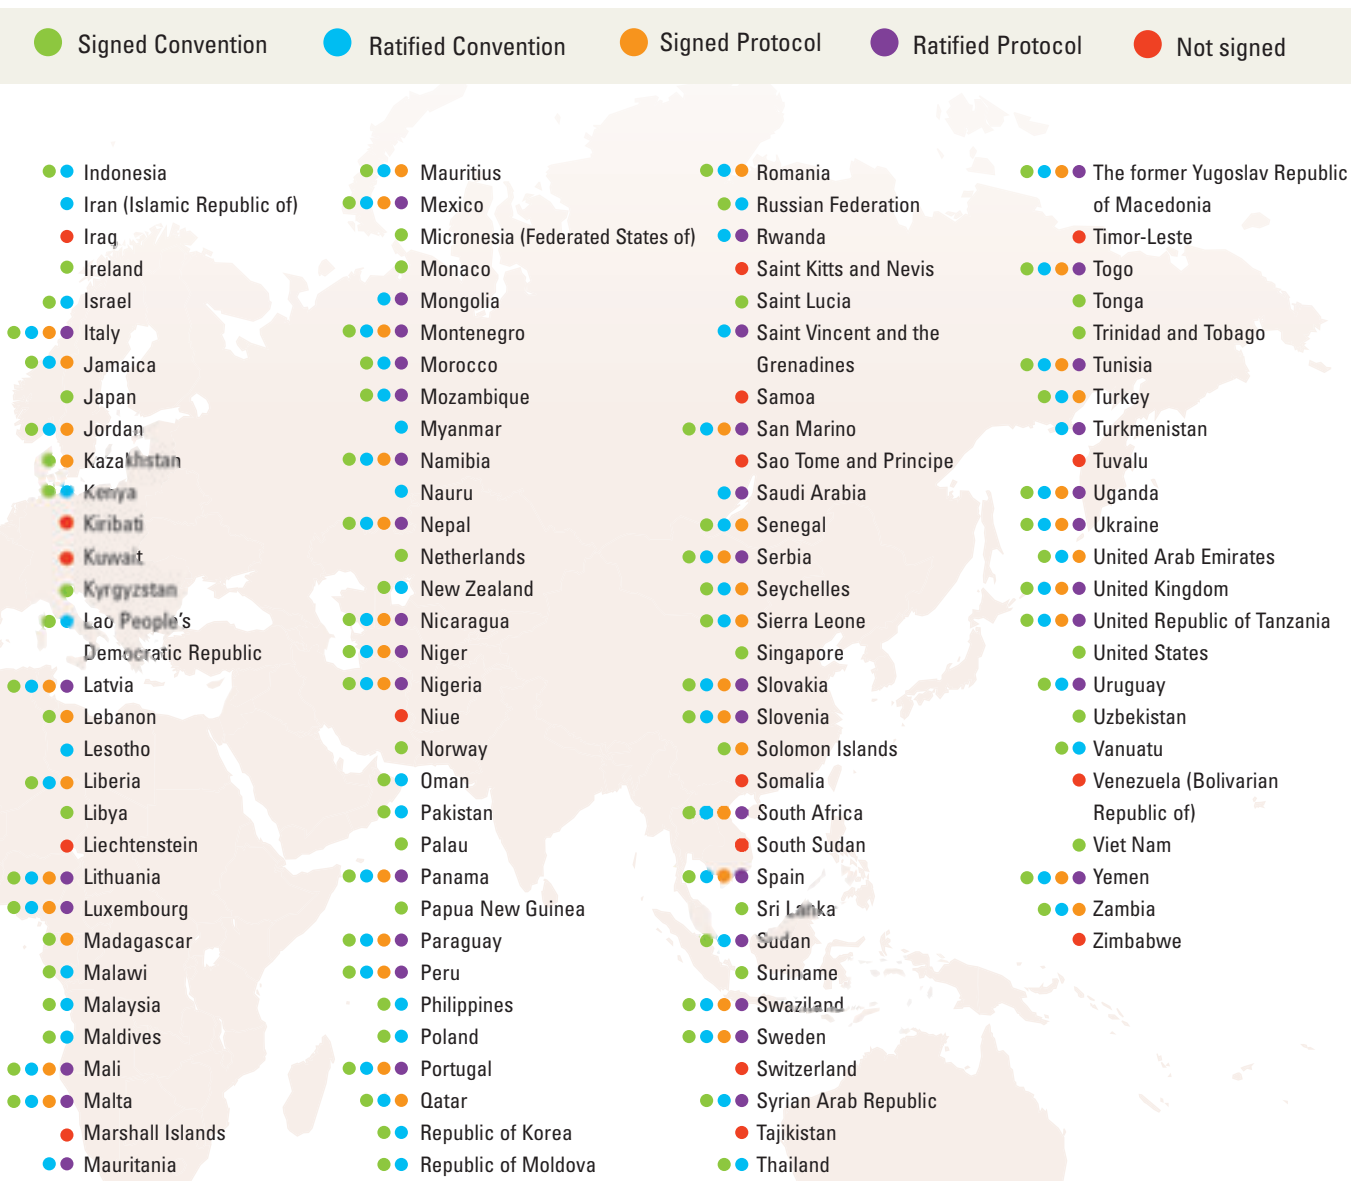 Signed Convention
Ratified Convention
Signed Protocol
Ratified Protocol
Not signed
Indonesia
Iran (Islamic Republic of)
Iraq
Ireland
Israel
Italy
Jamaica
Japan
Jordan
Kazakhstan
Kenya
Kiribati
Kuwait
Kyrgyzstan
Lao People's
Democratic Republic
Latvia
Lebanon
Lesotho
Liberia
Libya
Liechtenstein
Lithuania
Luxembourg
Madagascar
Malawi
Malaysia
Maldives
Mali
Malta
Marshall Islands
Mauritania
Mauritius
Mexico
Micronesia (Federated States of)
Monaco
Mongolia
Montenegro
Morocco
Mozambique
Myanmar
Namibia
Nauru
Nepal
Netherlands
New Zealand
Nicaragua
Niger
Nigeria
Niue
Norway
Oman
Pakistan
Palau
Panama
Papua New Guinea
Paraguay
Peru
Philippines
Poland
Portugal
Qatar
Republic of Korea
Republic of Moldova
Romania
Russian Federation
Rwanda
Saint Kitts and Nevis
Saint Lucia
Saint Vincent and the
Grenadines
Samoa
San Marino
Sao Tome and Principe
Saudi Arabia
Senegal
Serbia
Seychelles
Sierra Leone
Singapore
Slovakia
Slovenia
Solomon Islands
Somalia
South Africa
South Sudan
Spain
Sri Lanka
Sudan
Suriname
Swaziland
Sweden
Switzerland
Syrian Arab Republic
Tajikistan
Thailand
The former Yugoslav Republic
of Macedonia
Timor-Leste
Togo
Tonga
Trinidad and Tobago
Tunisia
Turkey
Turkmenistan
Tuvalu
Uganda
Ukraine
United Arab Emirates
United Kingdom
United Republic of Tanzania
United States
Uruguay
Uzbekistan
Vanuatu
Venezuela (Bolivarian
Republic of)
Viet Nam
Yemen
Zambia
Zimbabwe